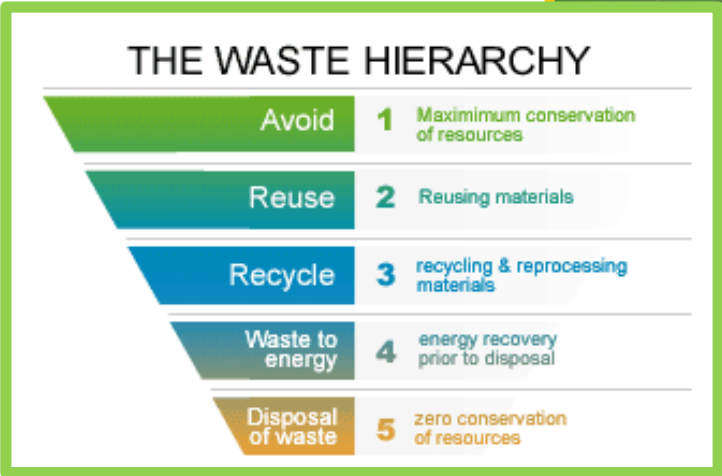 THE WASTE HIERARCHY
Avoid
1
Maximimum conservation
of resources
Reuse
2
Reusing materials
Recycle
3
recycling & reprocessing
materials
Waste to
energy
4
energy recovery
prior to disposal
Disposal
of waste
5
zero conservation
of resources